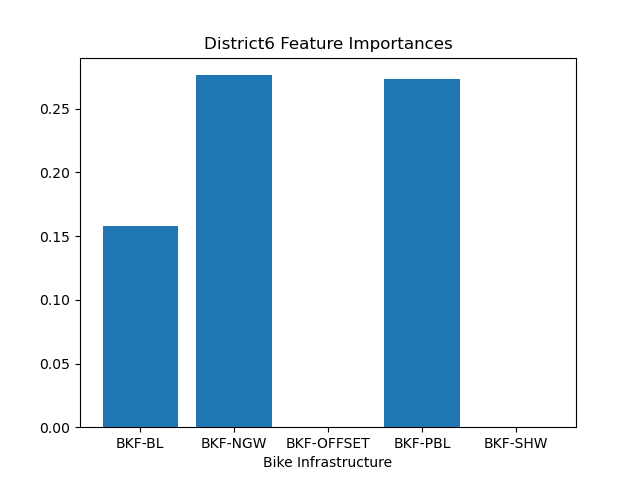 District6 Feature Importances
0.25
0.20
0.15
0.10
0.05
0.00
BKF-BL BKF-NGW BKF-OFFSET BKF-PBL BKF-SHW
Bike Infrastructure